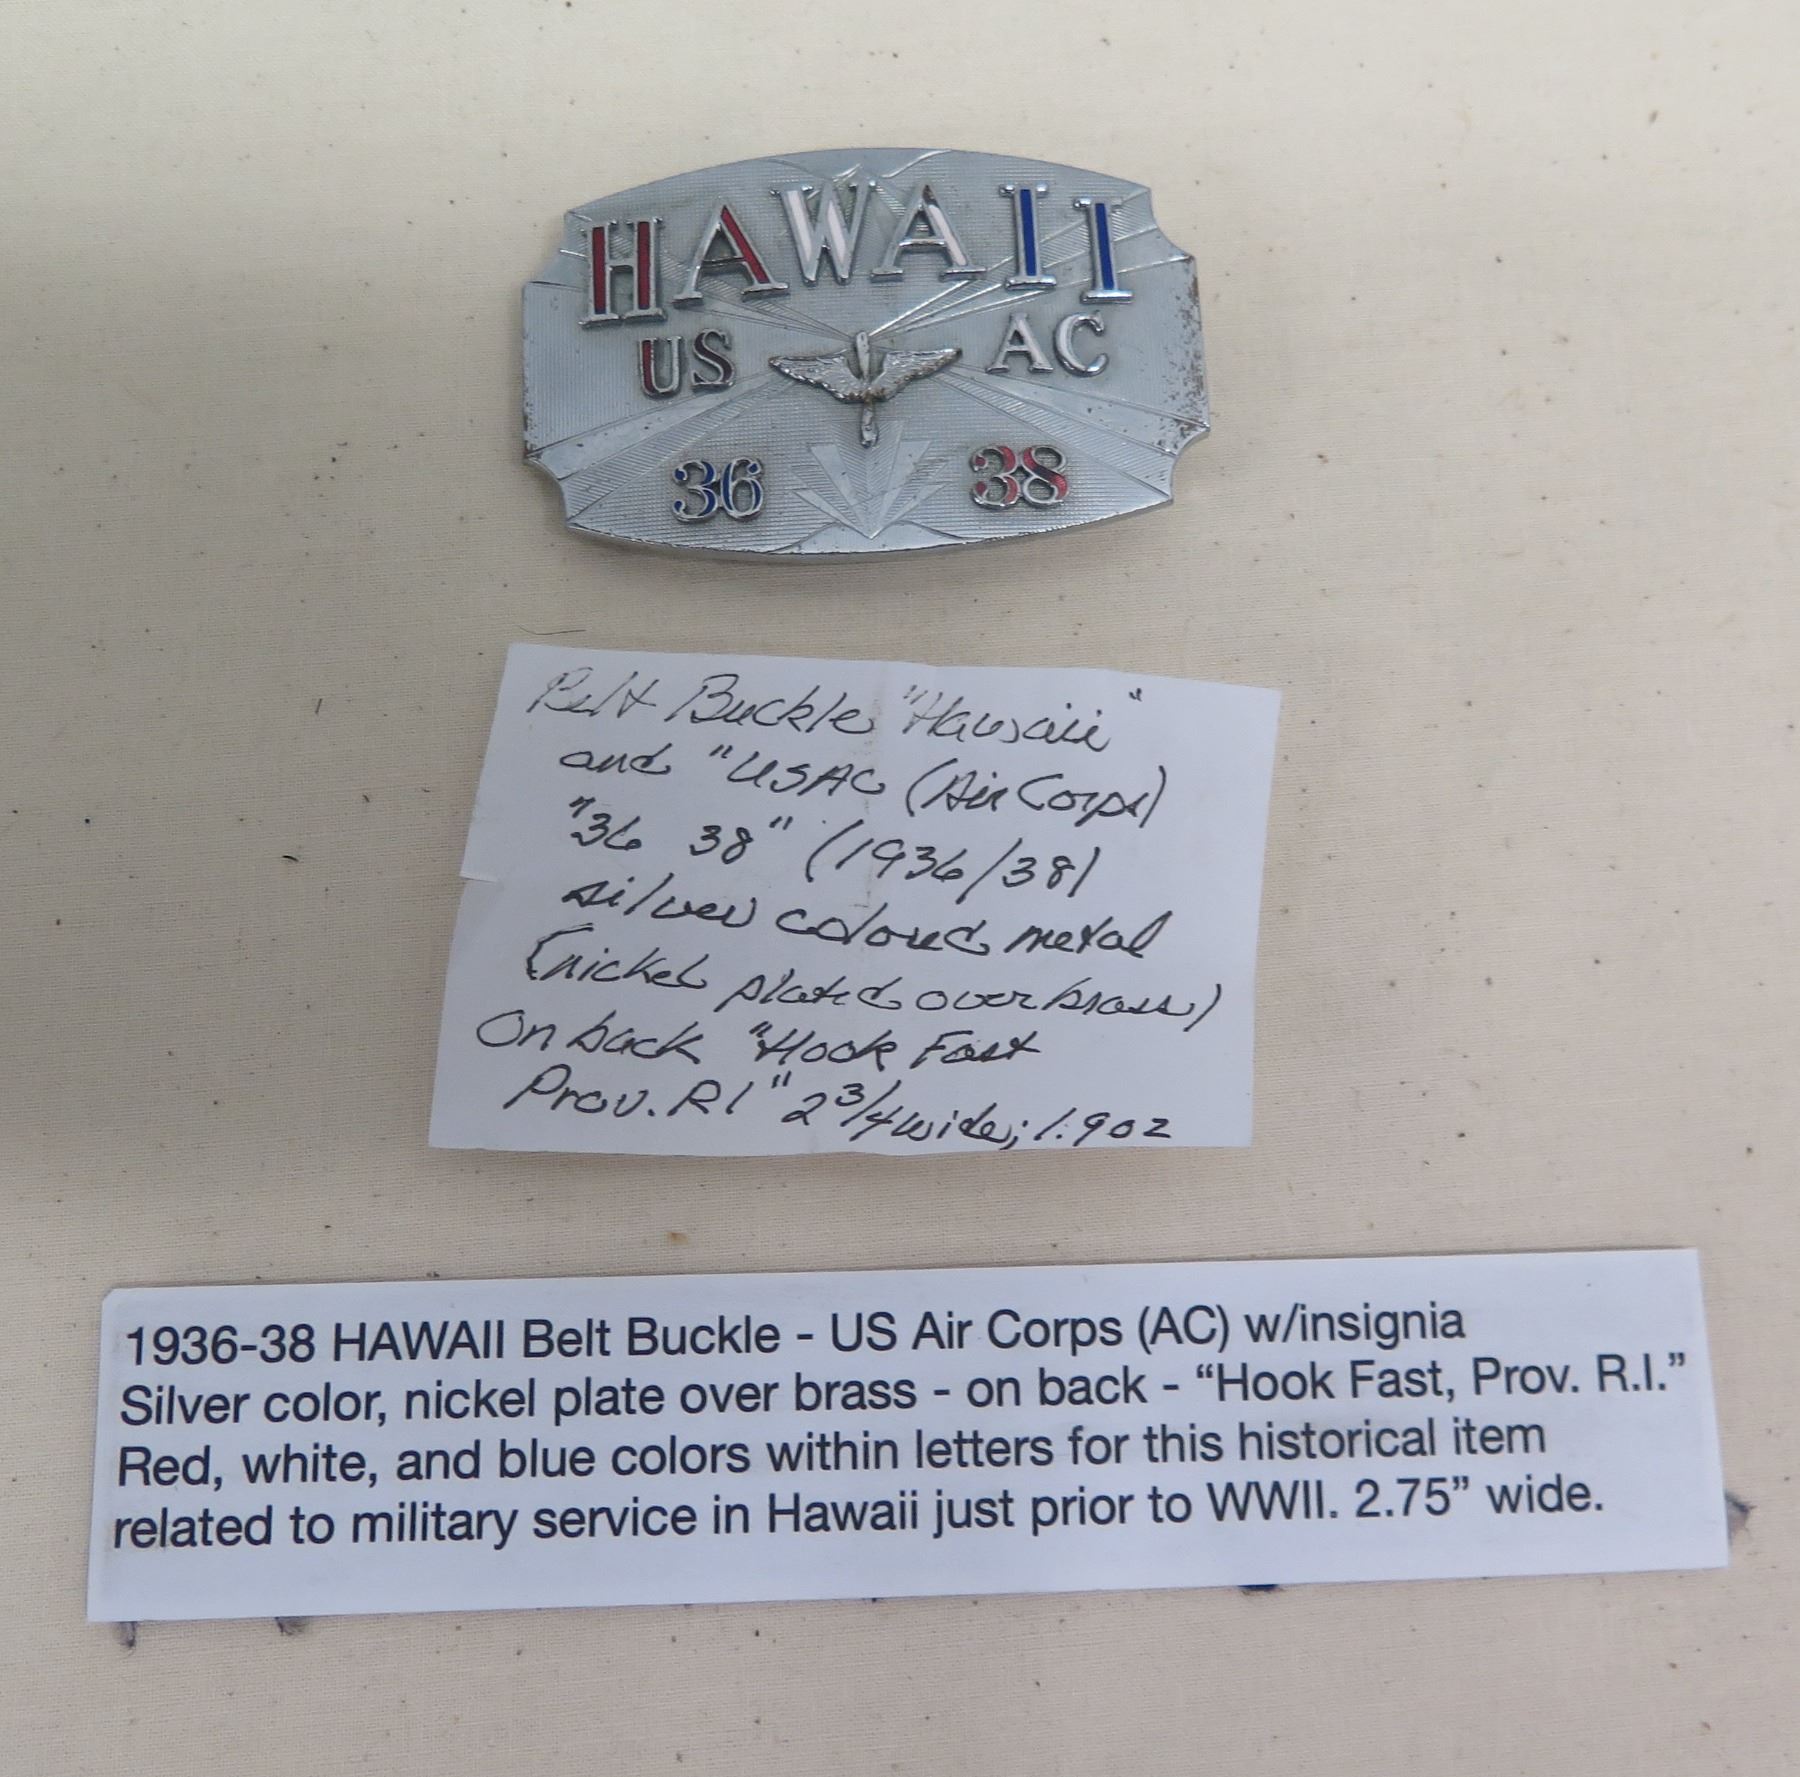 HAWAII
US AC
36 38
Belt Buckle "Hawaii"
and "USAC (Air Corps)
"36 38" (1936/38)
silver colored metal
(nickel plated over brass)
On back "Hook Fast
Prov. RI" 2 3/4 wide; 1.9 oz
1936-38 HAWAII Belt Buckle - US Air Corps (AC) w/insignia
Silver color, nickel plate over brass - on back - “Hook Fast, Prov. R.I.”
Red, white, and blue colors within letters for this historical item
related to military service in Hawaii just prior to WWII. 2.75” wide.